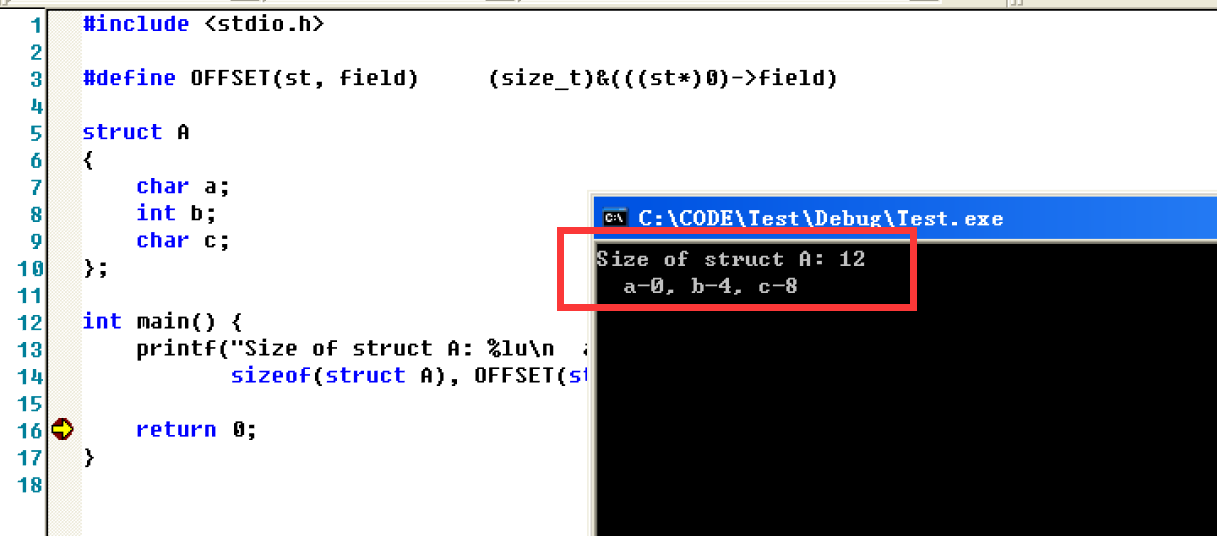 1 #include <stdio.h>
2
3 #define OFFSET(st, field)     (size_t)&(((st*)0)->field)
4
5 struct A
6 {
7     char a;
8     int b;
9     char c;
10 };
11
12 int main() {
13     printf("Size of struct A: %lu\n
14            sizeof(struct A), OFFSET(st
15
16     return 0;
17 }
18
C:\CODE\Test\Debug\Test.exe
Size of struct A: 12
  a-0, b-4, c-8